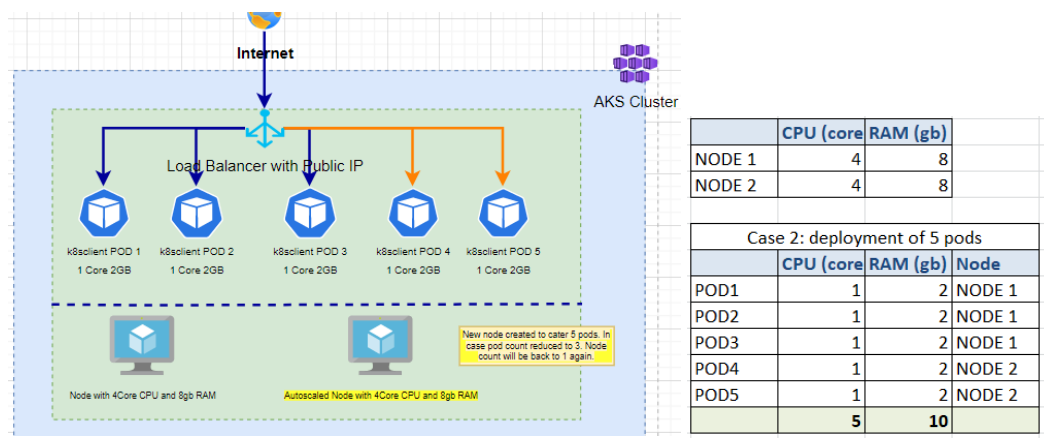 Internet
AKS Cluster
Load Balancer with Public IP
k8sclient POD 1
1 Core 2GB
k8sclient POD 2
1 Core 2GB
k8sclient POD 3
1 Core 2GB
k8sclient POD 4
1 Core 2GB
k8sclient POD 5
1 Core 2GB
New node created to cater 5 pods. In
case pod count reduced to 3. Node
count will be back to 1 again.
Node with 4Core CPU and 8gb RAM
Autoscaled Node with 4Core CPU and 8gb RAM
CPU (core RAM (gb)
NODE 1 4 8
NODE 2 4 8
Case 2: deployment of 5 pods
CPU (core RAM (gb) Node
POD1 1 2 NODE 1
POD2 1 2 NODE 1
POD3 1 2 NODE 1
POD4 1 2 NODE 2
POD5 1 2 NODE 2
5 10